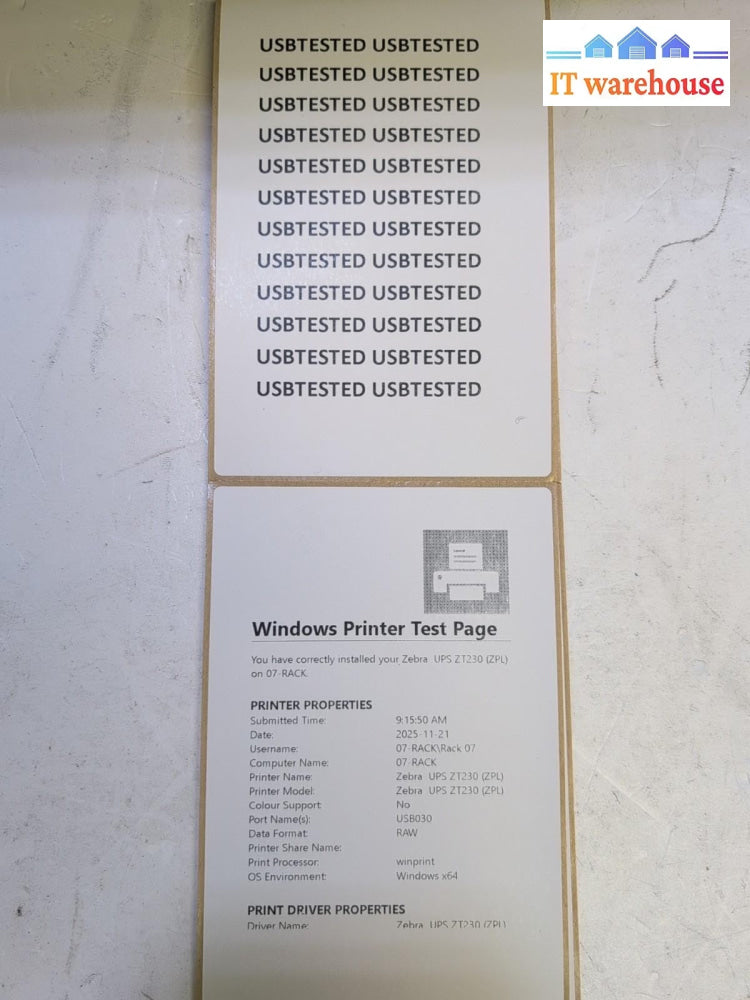 IT warehouse
USBTESTED USBTESTED
USBTESTED USBTESTED
USBTESTED USBTESTED
USBTESTED USBTESTED
USBTESTED USBTESTED
USBTESTED USBTESTED
USBTESTED USBTESTED
USBTESTED USBTESTED
USBTESTED USBTESTED
USBTESTED USBTESTED
USBTESTED USBTESTED
USBTESTED USBTESTED
Windows Printer Test Page
You have correctly installed your Zebra UPS ZT230 (ZPL)
on 07-RACK.
PRINTER PROPERTIES
Submitted Time: 9:15:50 AM
Date: 2025-11-21
Username: 07-RACK\Rack 07
Computer Name: 07-RACK
Printer Name: Zebra UPS ZT230 (ZPL)
Printer Model: Zebra UPS ZT230 (ZPL)
Colour Support: No
Port Name(s): USB030
Data Format: RAW
Printer Share Name:
Print Processor: winprint
OS Environment: Windows x64
PRINT DRIVER PROPERTIES
Driver Name: Zebra UPS ZT230 (ZPL)